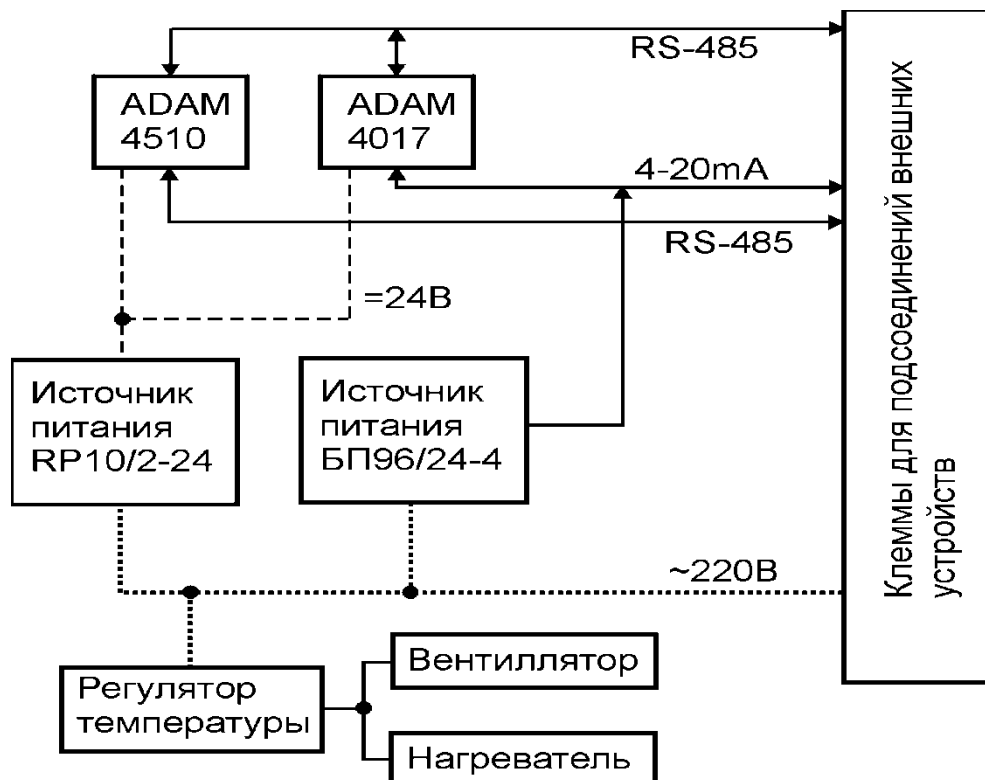 RS-485
ADAM
4510
ADAM
4017
4-20mA
RS-485
=24В
Источник
питания
RP10/2-24
Источник
питания
БП96/24-4
~220В
Регулятор
температуры
Вентиллятор
Нагреватель
Клеммы для подсоединений внешних
устройств